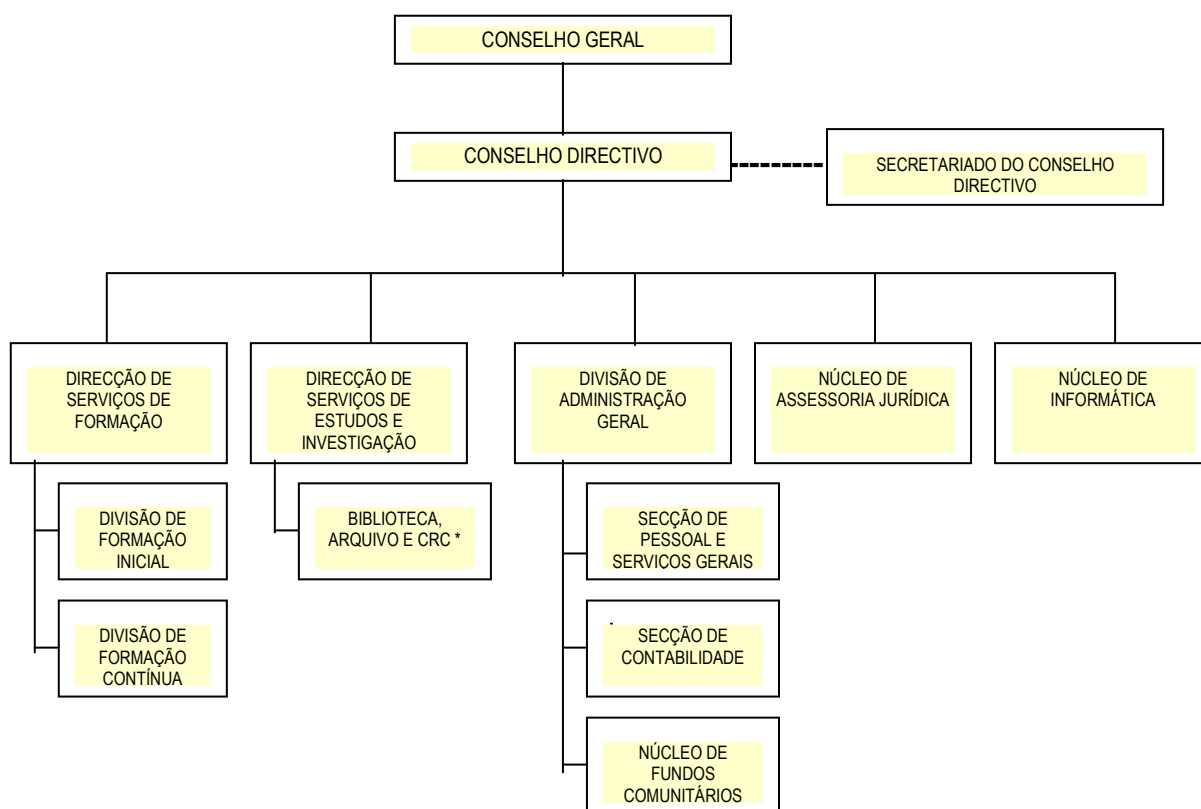 CONSELHO GERAL
CONSELHO DIRECTIVO
SECRETARIADO DO CONSELHO
DIRECTIVO
DIRECÇÃO DE
SERVIÇOS DE
FORMAÇÃO
DIRECÇÃO DE
SERVIÇOS DE
ESTUDOS E
INVESTIGAÇÃO
DIVISÃO DE
ADMINISTRAÇÃO
GERAL
NÚCLEO DE
ASSESSORIA JURÍDICA
NÚCLEO DE
INFORMÁTICA
DIVISÃO DE
FORMAÇÃO
INICIAL
BIBLIOTECA,
ARQUIVO E CRC *
SECÇÃO DE
PESSOAL E
SERVICOS GERAIS
DIVISÃO DE
FORMAÇÃO
CONTÍNUA
SECÇÃO DE
CONTABILIDADE
NÚCLEO DE
FUNDOS
COMUNITÁRIOS